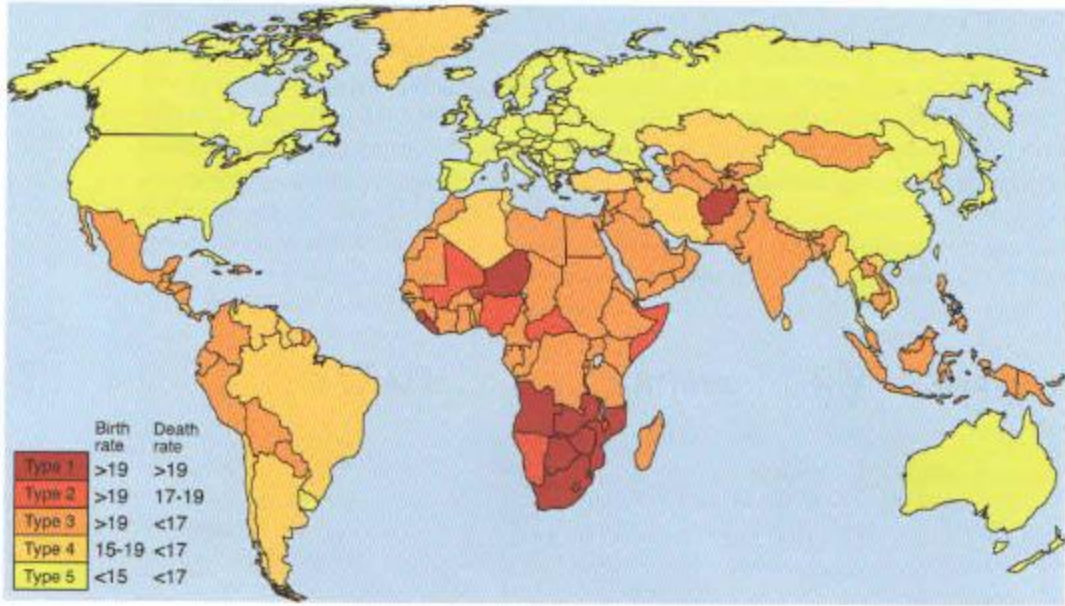 Birth Death
rate rate
Type 1 >19 >19
Type 2 >19 17-19
Type 3 >19 <17
Type 4 15-19 <17
Type 5 <15 <17